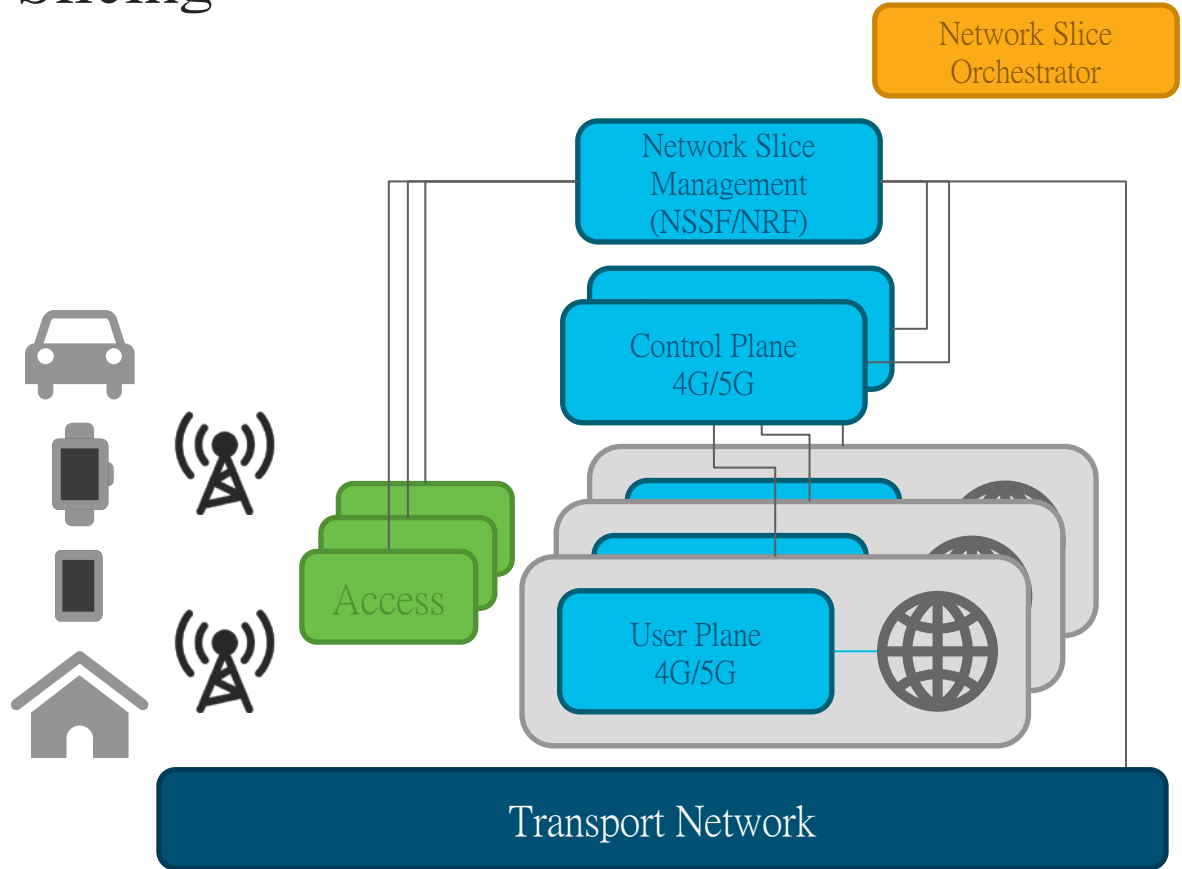 Slicing
Network Slice
Orchestrator
Network Slice
Management
(NSSF/NRF)
Control Plane
4G/5G
Access
User Plane
4G/5G
Transport Network